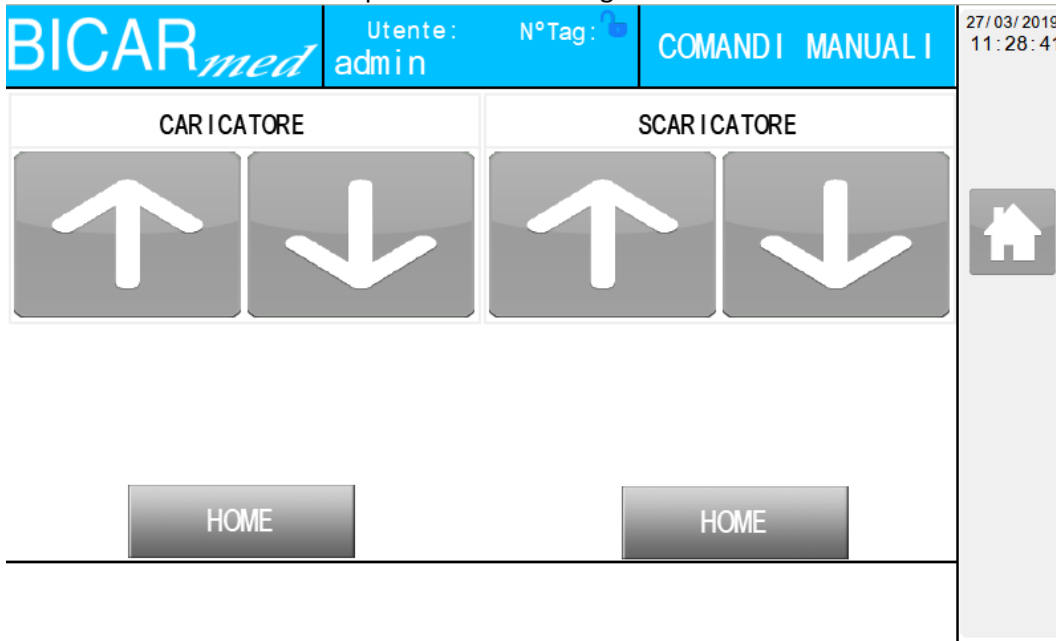 BICARmed
Utente:
admin
N°Tag:
COMANDI MANUALI
27/03/2019
11:28:41
CARICATORE
SCARICATORE
HOME
HOME